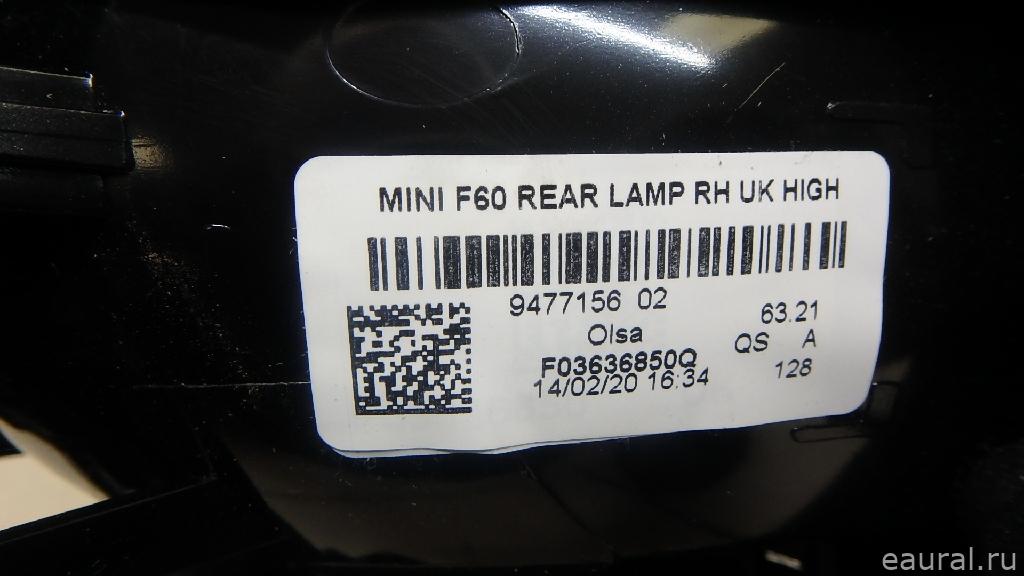 MINI F60 REAR LAMP RH UK HIGH
9477156 02
63.21
Olsa
QS A
F03636850Q
14/02/20 16:34
128
eaural.ru